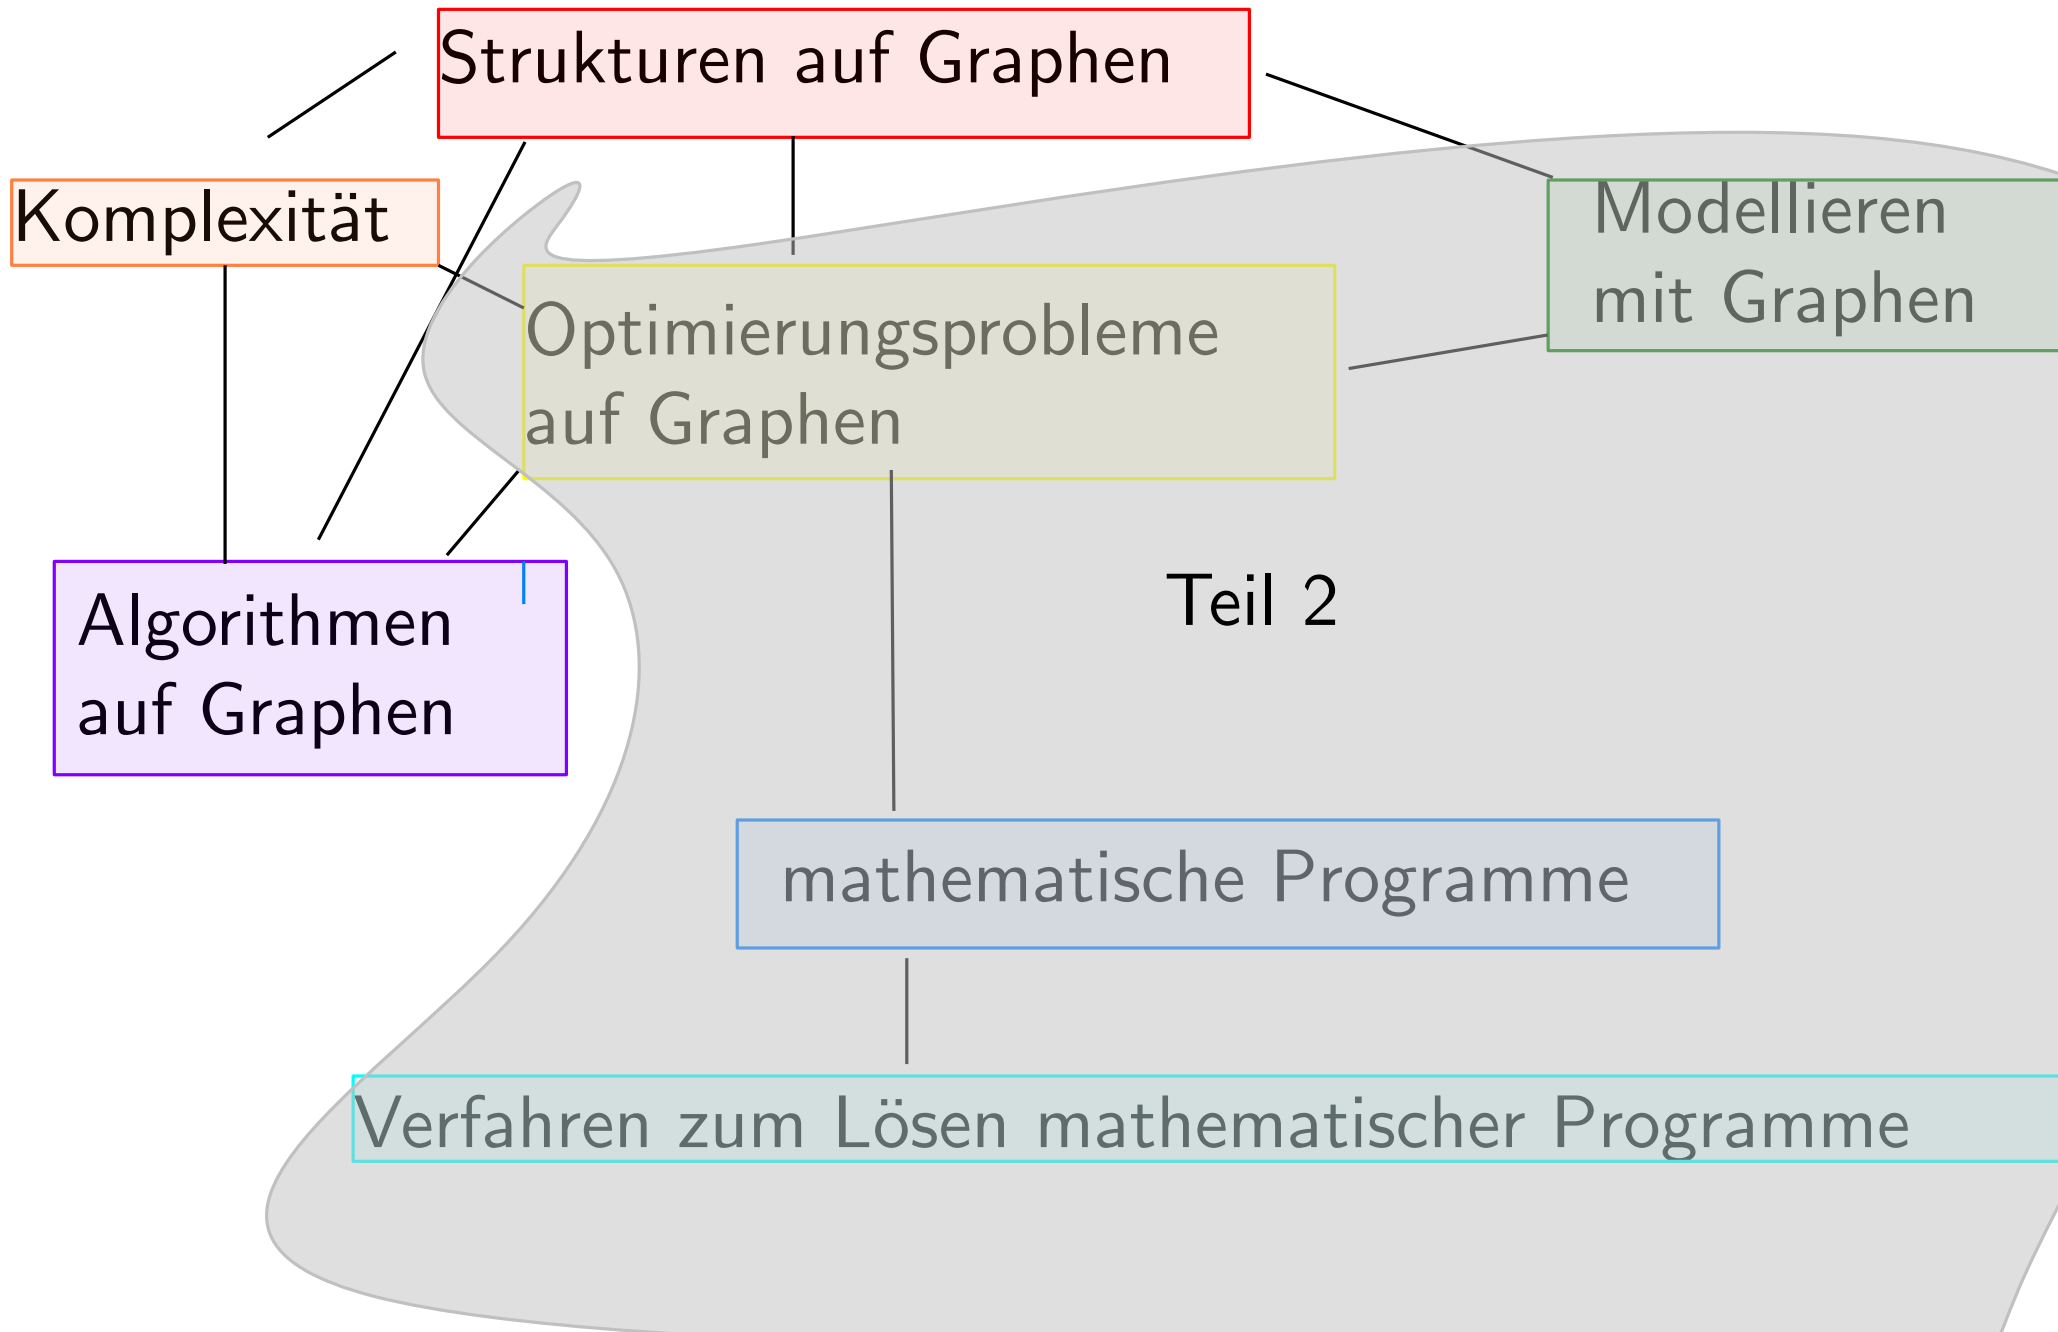 Strukturen auf Graphen
Komplexität
Modellieren
mit Graphen
Optimierungsprobleme
auf Graphen
Algorithmen
auf Graphen
Teil 2
mathematische Programme
Verfahren zum Lösen mathematischer Programme